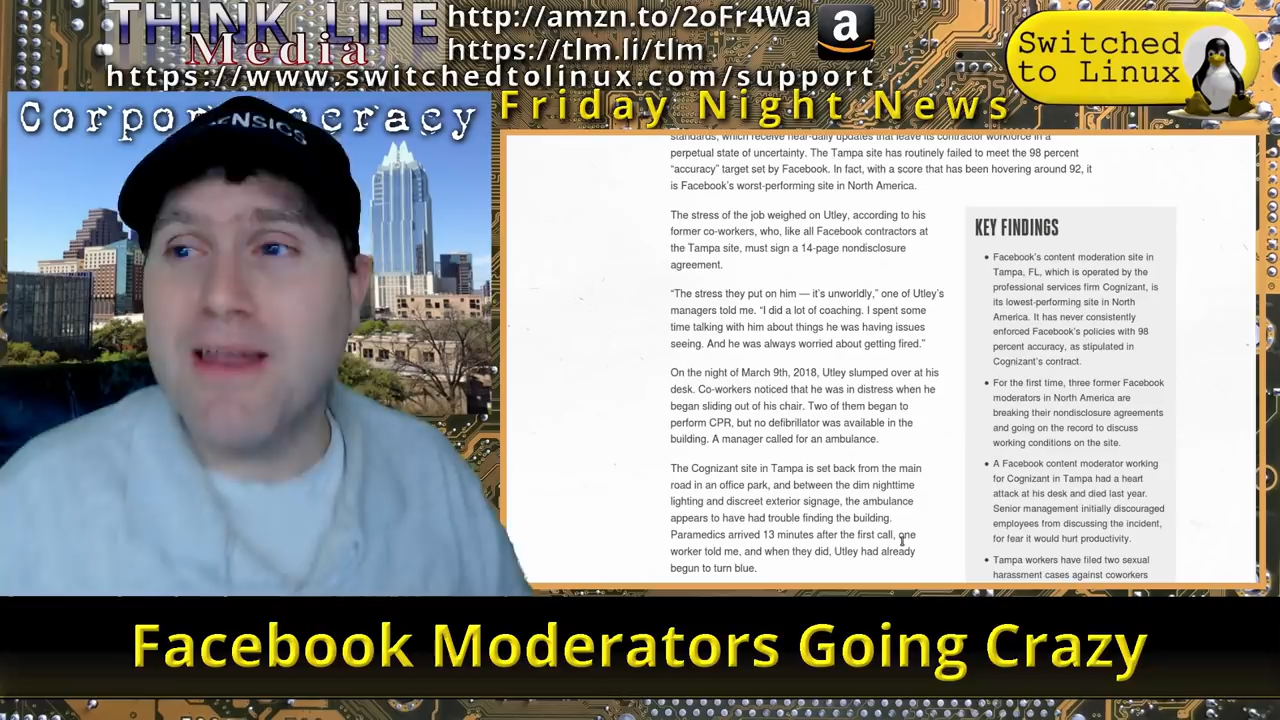 THINK LIFE
Media
http://amzn.to/2oFr4Wa
https://tlm.li/tlm
https://www.switchedtolinux.com/support
a
Switched
to Linux
Friday Night News
ENSICS
standards, which receive near-daily updates that leave its contractor workforce in a
perpetual state of uncertainty. The Tampa site has routinely failed to meet the 98 percent
“accuracy” target set by Facebook. In fact, with a score that has been hovering around 92, it
is Facebook’s worst-performing site in North America.
The stress of the job weighed on Utley, according to his
former co-workers, who, like all Facebook contractors at
the Tampa site, must sign a 14-page nondisclosure
agreement.
“The stress they put on him — it’s unworldly,” one of Utley’s
managers told me. “I did a lot of coaching. I spent some
time talking with him about things he was having issues
seeing. And he was always worried about getting fired.”
On the night of March 9th, 2018, Utley slumped over at his
desk. Co-workers noticed that he was in distress when he
began sliding out of his chair. Two of them began to
perform CPR, but no defibrillator was available in the
building. A manager called for an ambulance.
The Cognizant site in Tampa is set back from the main
road in an office park, and between the dim nighttime
lighting and discreet exterior signage, the ambulance
appears to have had trouble finding the building.
Paramedics arrived 13 minutes after the first call, one
worker told me, and when they did, Utley had already
begun to turn blue.
KEY FINDINGS
• Facebook’s content moderation site in
Tampa, FL, which is operated by the
professional services firm Cognizant, is
its lowest-performing site in North
America. It has never consistently
enforced Facebook’s policies with 98
percent accuracy, as stipulated in
Cognizant’s contract.
• For the first time, three former Facebook
moderators in North America are
breaking their nondisclosure agreements
and going on the record to discuss
working conditions on the site.
• A Facebook content moderator working
for Cognizant in Tampa had a heart
attack at his desk and died last year.
Senior management initially discouraged
employees from discussing the incident,
for fear it would hurt productivity.
• Tampa workers have filed two sexual
harassment cases against coworkers
Facebook Moderators Going Crazy